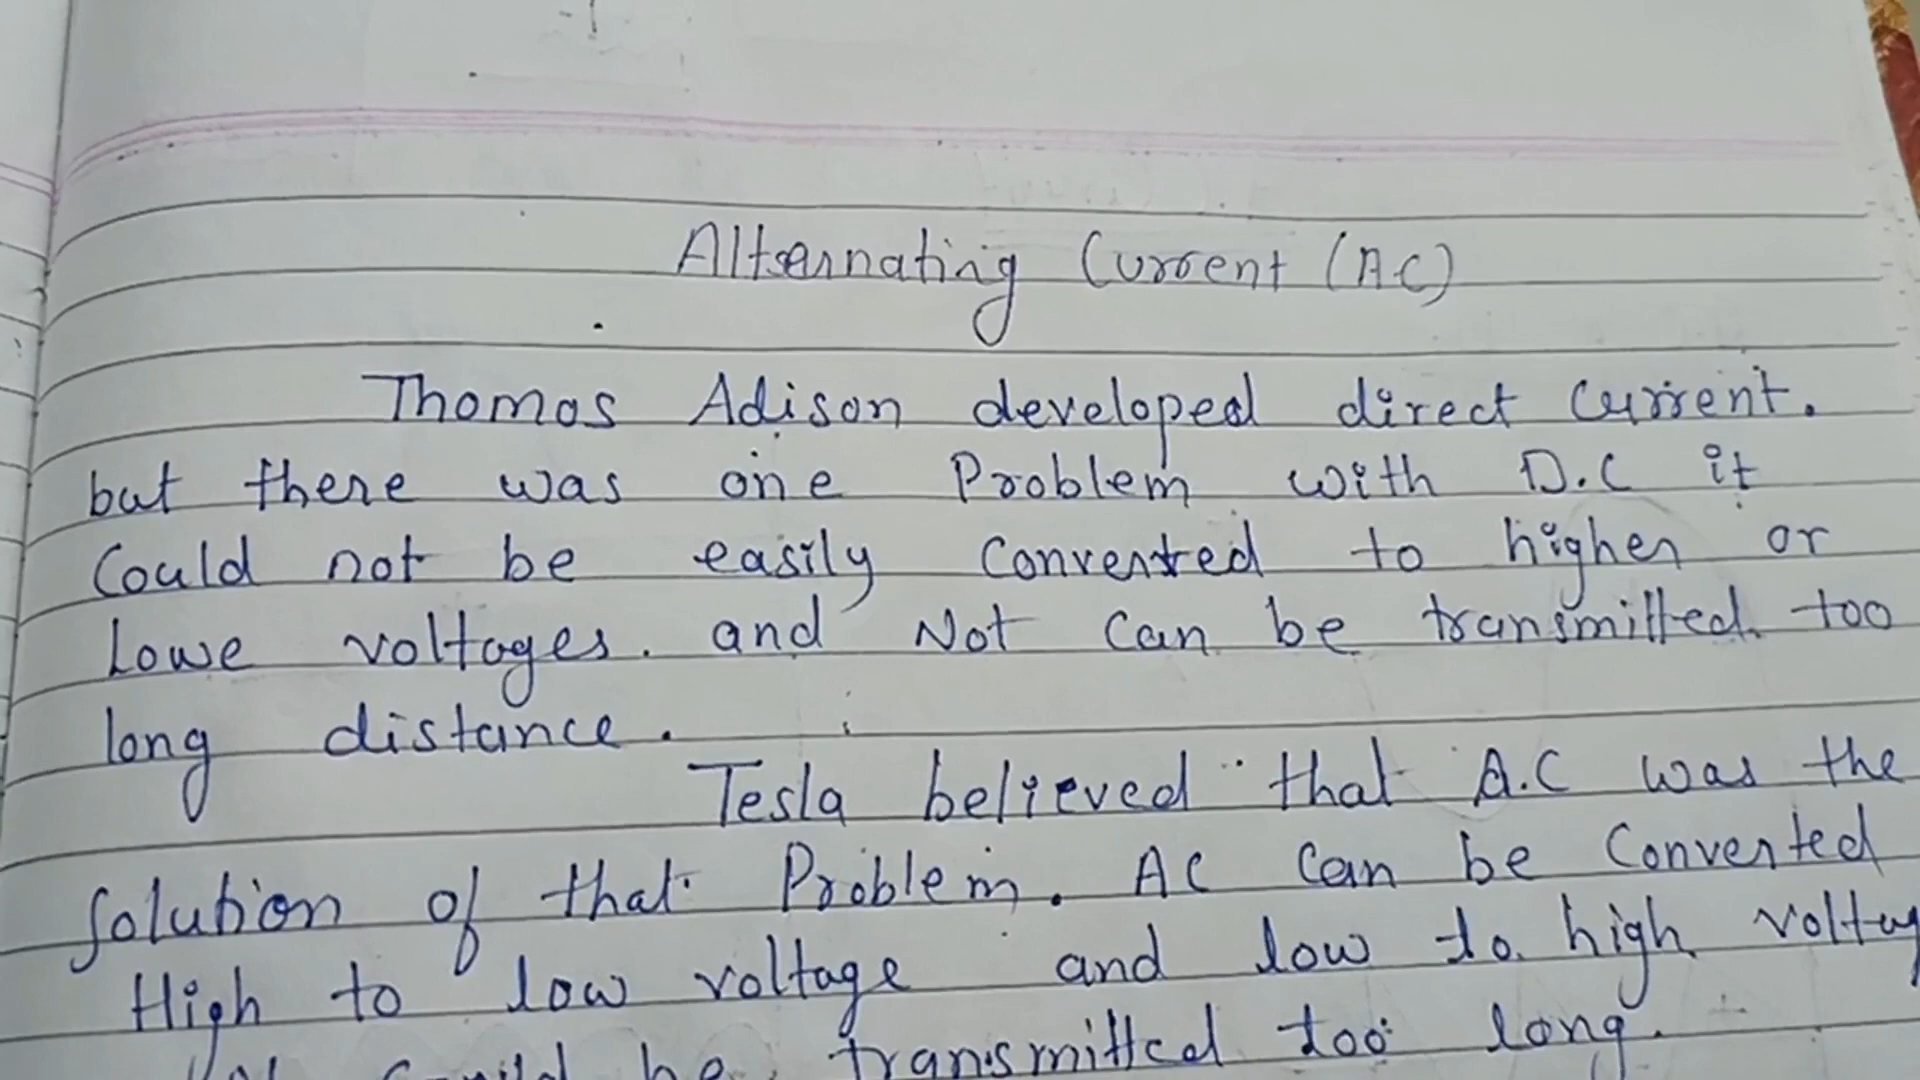 Alternating Current (AC)
Thomas Adison developed direct Current.
but there was one Problem with D.C it
Could not be easily Converted to higher or
Lowe voltages. and Not Can be transmitted too
long distance.
Tesla believed that A.C was the
Solution of that Problem. AC Can be Converted
High to low voltage and low to high voltag
could be transmitted too long.